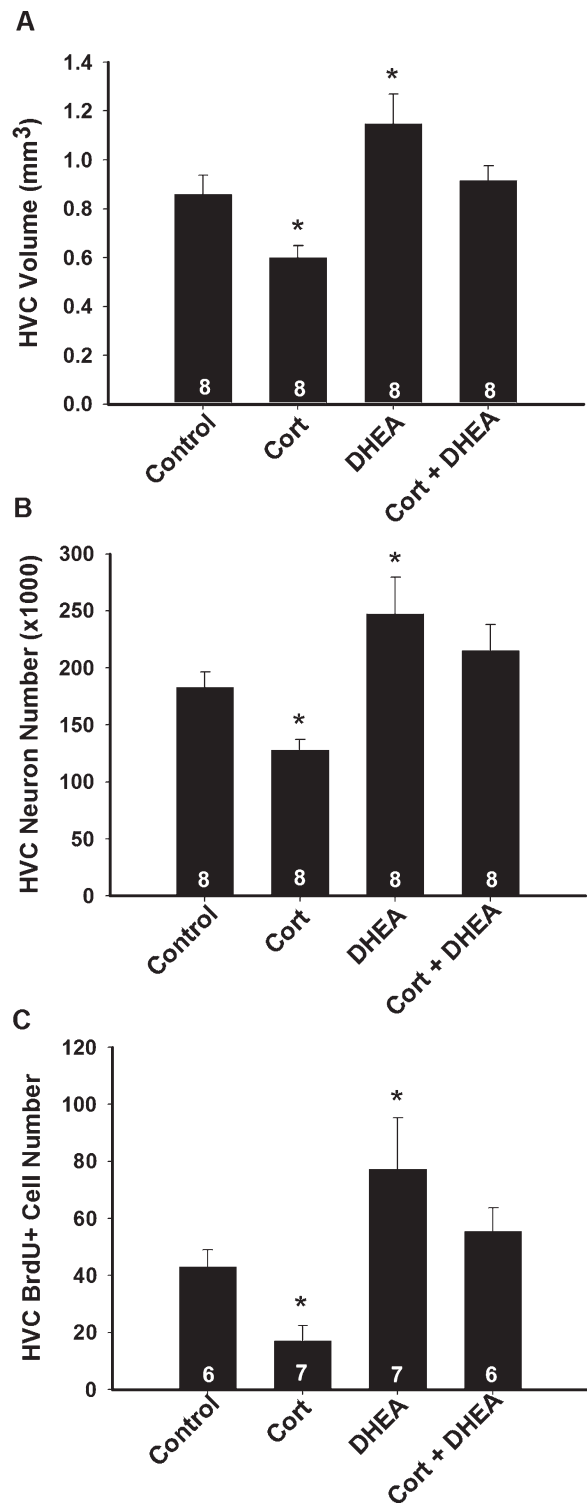 A
HVC Volume (mm3)
1.4
1.2
1.0
0.8
0.6
0.4
0.2
0.0
*
*
8
8
8
8
Control
Cort
DHEA
Cort + DHEA
B
HVC Neuron Number (x1000)
300
250
200
150
100
50
0
*
*
8
8
8
8
Control
Cort
DHEA
Cort + DHEA
C
HVC BrdU+ Cell Number
120
100
80
60
40
20
0
*
*
6
7
7
6
Control
Cort
DHEA
Cort + DHEA